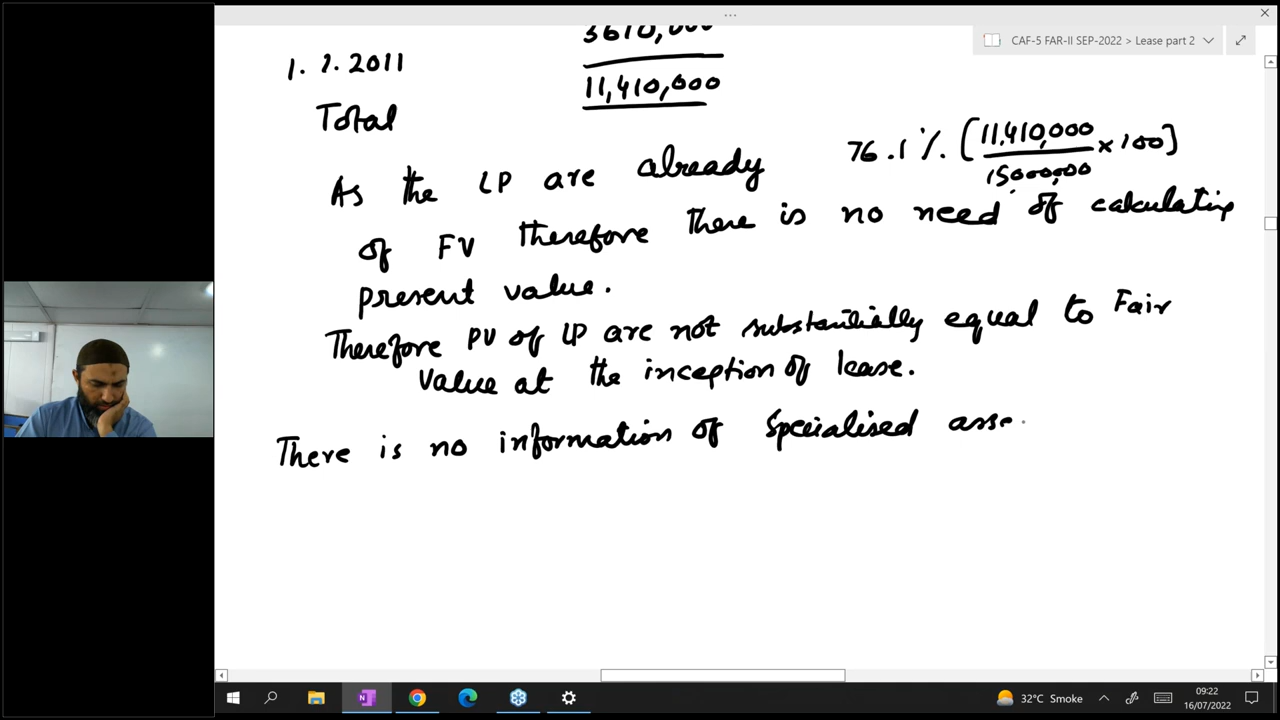 CAF-5 FAR-II SEP-2022 > Lease part 2
3610,000
1. 1. 2011
11,410,000
Total
76.1 % [11,410,000 / 15000,000 × 100]
As the LP are already
of FV therefore there is no need of calculating
present value.
Therefore PV of LP are not substantially equal to Fair
Value at the inception of lease.
There is no information of Specialised asse
32°C Smoke
09:22
16/07/2022